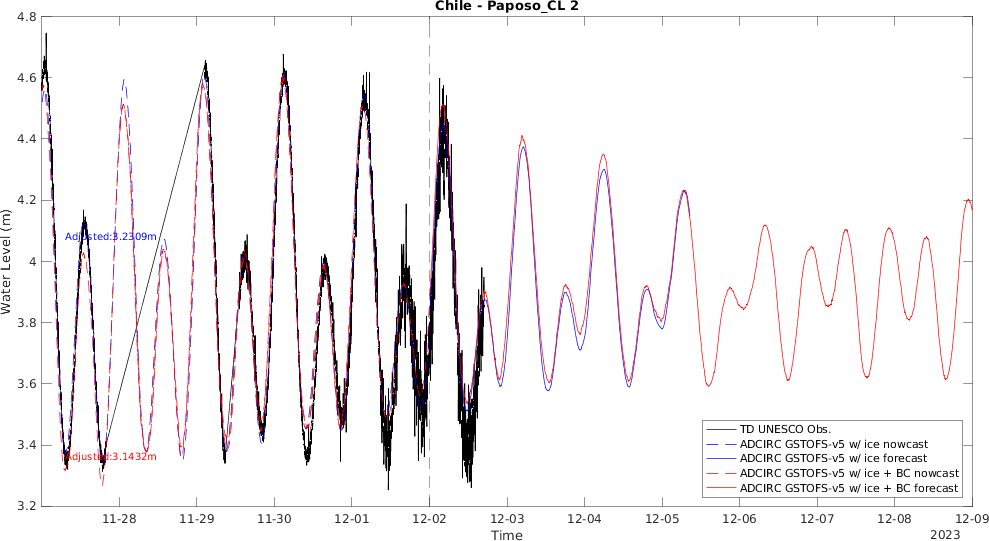 Chile - Paposo_CL 2
4.8
4.6
4.4
4.2
4
3.8
3.6
3.4
3.2
Water Level (m)
Adjusted:3.2309m
Adjusted:3.1432m
TD UNESCO Obs.
ADCIRC GSTOFS-v5 w/ ice nowcast
ADCIRC GSTOFS-v5 w/ ice forecast
ADCIRC GSTOFS-v5 w/ ice + BC nowcast
ADCIRC GSTOFS-v5 w/ ice + BC forecast
11-28 11-29 11-30 12-01 12-02 12-03 12-04 12-05 12-06 12-07 12-08 12-09
Time
2023